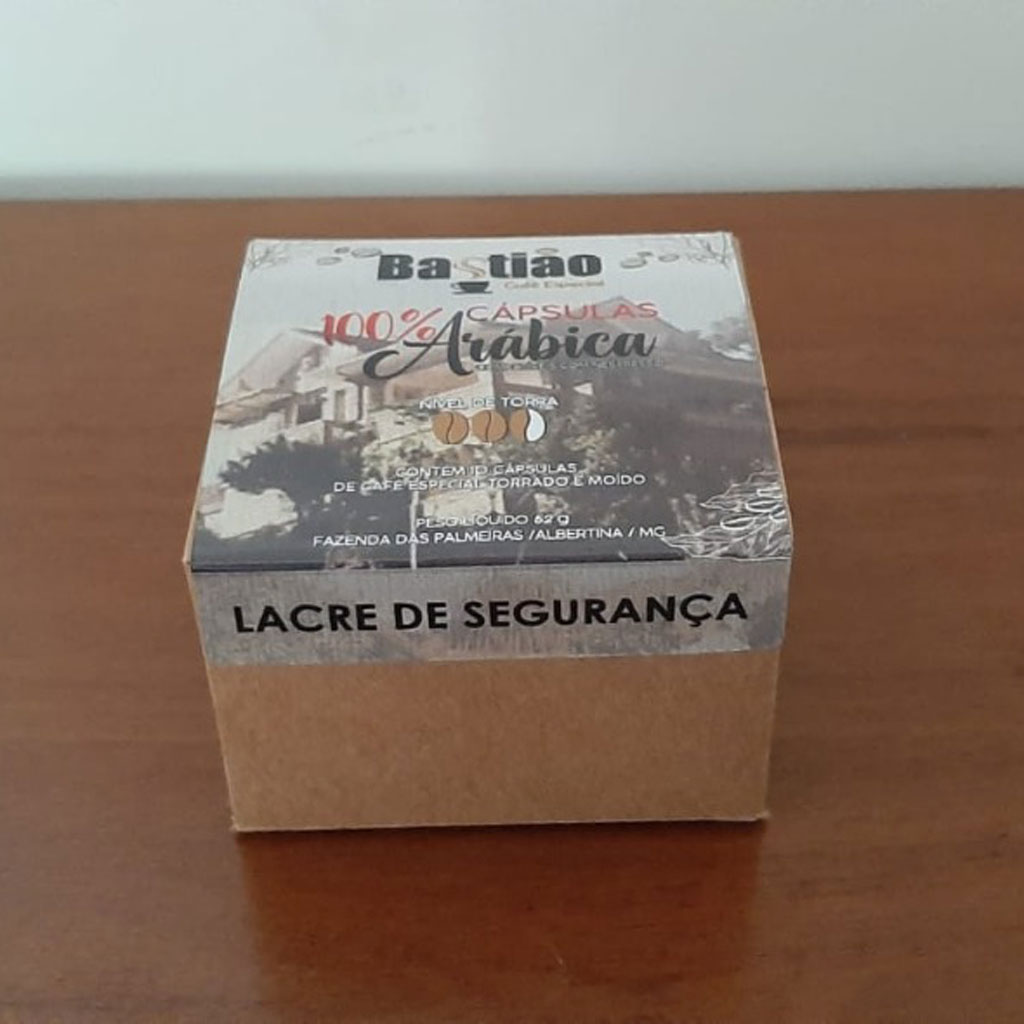 Bastião
Café Especial
100% CÁPSULAS
Arábica
NÍVEL DE TORRA
CONTEM 10 CÁPSULAS
DE CAFÉ ESPECIAL TORRADO E MOÍDO
PESO LÍQUIDO 62 g
FAZENDA DAS PALMEIRAS /ALBERTINA / MG
LACRE DE SEGURANÇA